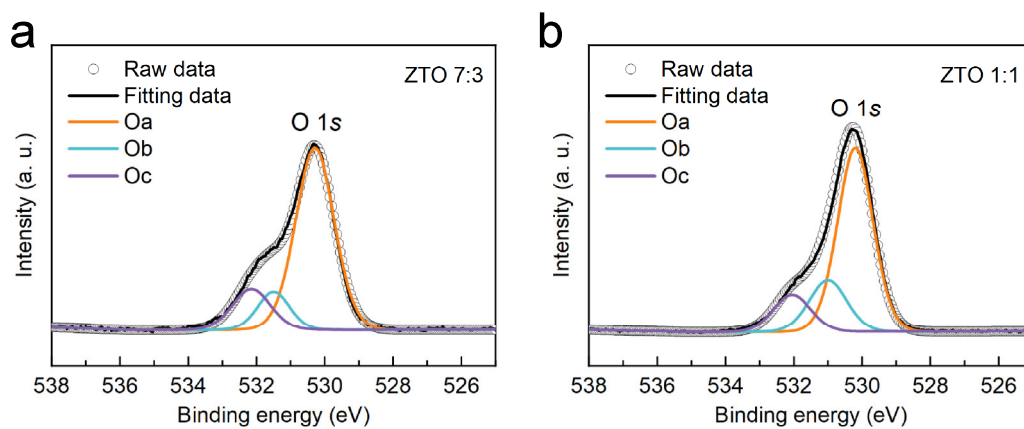 a
Raw data
Fitting data
Oa
Ob
Oc
ZTO 7:3
O 1s
Intensity (a. u.)
538 536 534 532 530 528 526
Binding energy (eV)
b
Raw data
Fitting data
Oa
Ob
Oc
ZTO 1:1
O 1s
Intensity (a. u.)
538 536 534 532 530 528 526
Binding energy (eV)